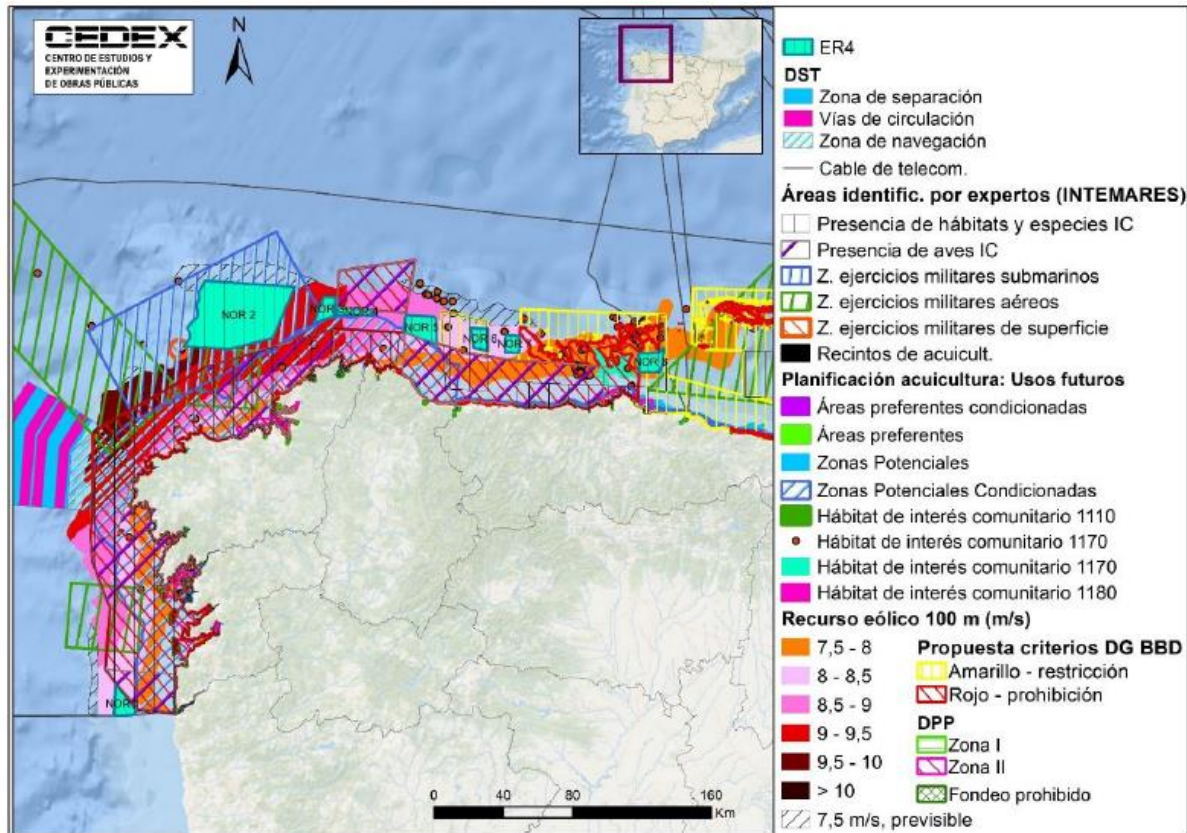 CEDEX
CENTRO DE ESTUDIOS Y
EXPERIMENTACIÓN
DE OBRAS PÚBLICAS
N
NOR 2
NOR 5
NOR 6
0 40 80 160
Km
ER4
DST
Zona de separación
Vías de circulación
Zona de navegación
Cable de telecom.
Áreas identific. por expertos (INTEMARES)
Presencia de hábitats y especies IC
Presencia de aves IC
Z. ejercicios militares submarinos
Z. ejercicios militares aéreos
Z. ejercicios militares de superficie
Recintos de acuicult.
Planificación acuicultura: Usos futuros
Áreas preferentes condicionadas
Áreas preferentes
Zonas Potenciales
Zonas Potenciales Condicionadas
Hábitat de interés comunitario 1110
Hábitat de interés comunitario 1170
Hábitat de interés comunitario 1170
Hábitat de interés comunitario 1180
Recurso eólico 100 m (m/s)
7,5 - 8
8 - 8,5
8,5 - 9
9 - 9,5
9,5 - 10
> 10
7,5 m/s, previsible
Propuesta criterios DG BBD
Amarillo - restricción
Rojo - prohibición
DPP
Zona I
Zona II
Fondeo prohibido